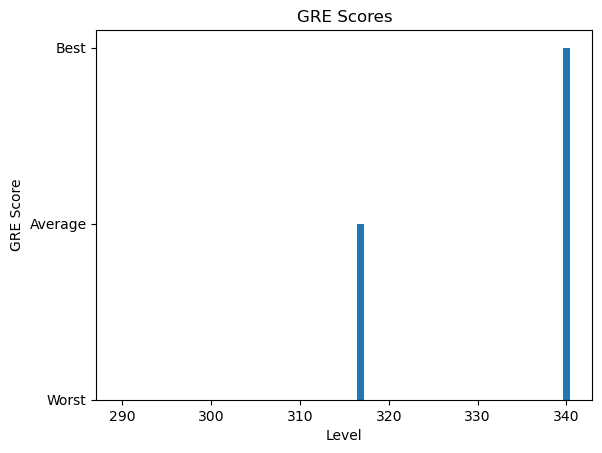 GRE Scores
Best
Average
Worst
GRE Score
290 300 310 320 330 340
Level